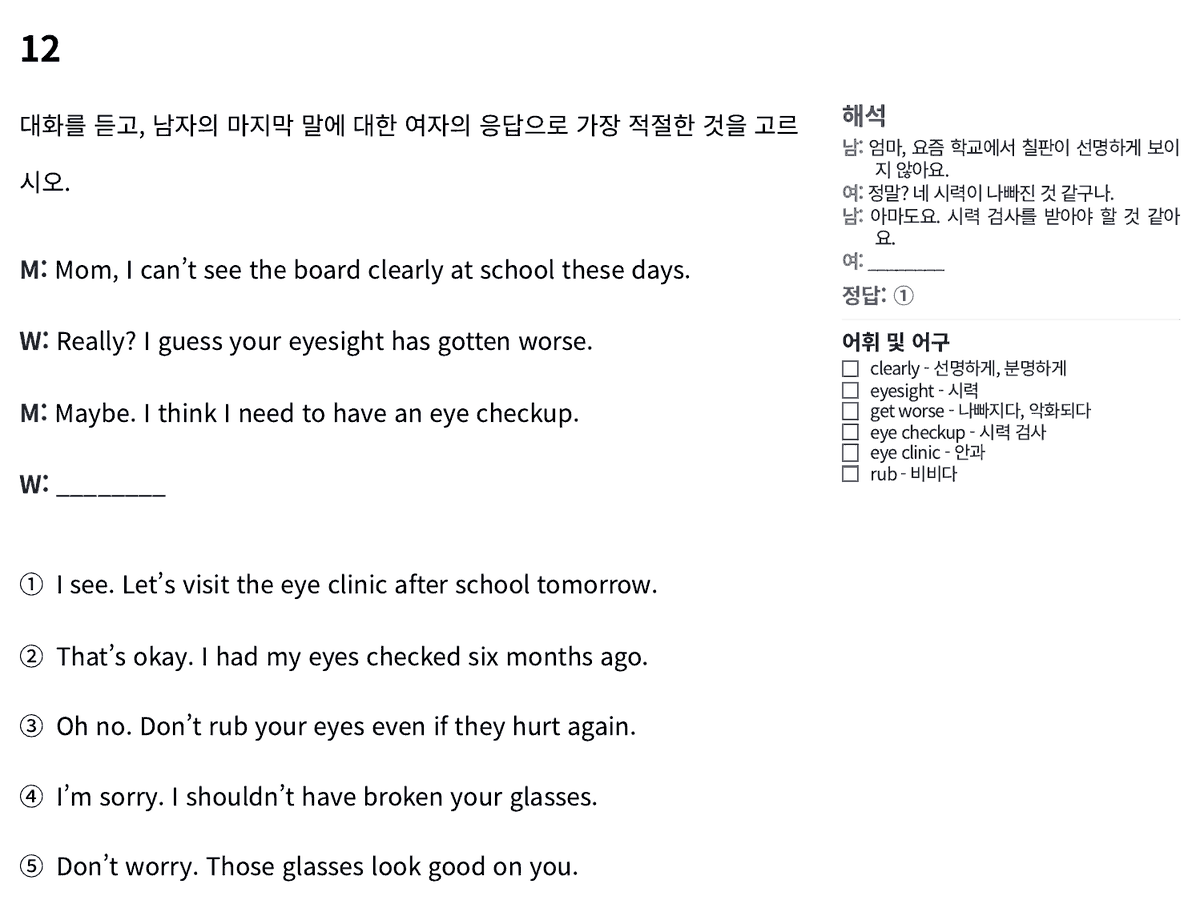 12
대화를 듣고, 남자의 마지막 말에 대한 여자의 응답으로 가장 적절한 것을 고르
시오.
M: Mom, I can’t see the board clearly at school these days.
W: Really? I guess your eyesight has gotten worse.
M: Maybe. I think I need to have an eye checkup.
W: ________
① I see. Let’s visit the eye clinic after school tomorrow.
② That’s okay. I had my eyes checked six months ago.
③ Oh no. Don’t rub your eyes even if they hurt again.
④ I’m sorry. I shouldn’t have broken your glasses.
⑤ Don’t worry. Those glasses look good on you.
해석
남: 엄마, 요즘 학교에서 칠판이 선명하게 보이
지 않아요.
여: 정말? 네 시력이 나빠진 것 같구나.
남: 아마도요. 시력 검사를 받아야 할 것 같아
요.
여: ________
정답: ①
어휘 및 어구
□ clearly - 선명하게, 분명하게
□ eyesight - 시력
□ get worse - 나빠지다, 악화되다
□ eye checkup - 시력 검사
□ eye clinic - 안과
□ rub - 비비다